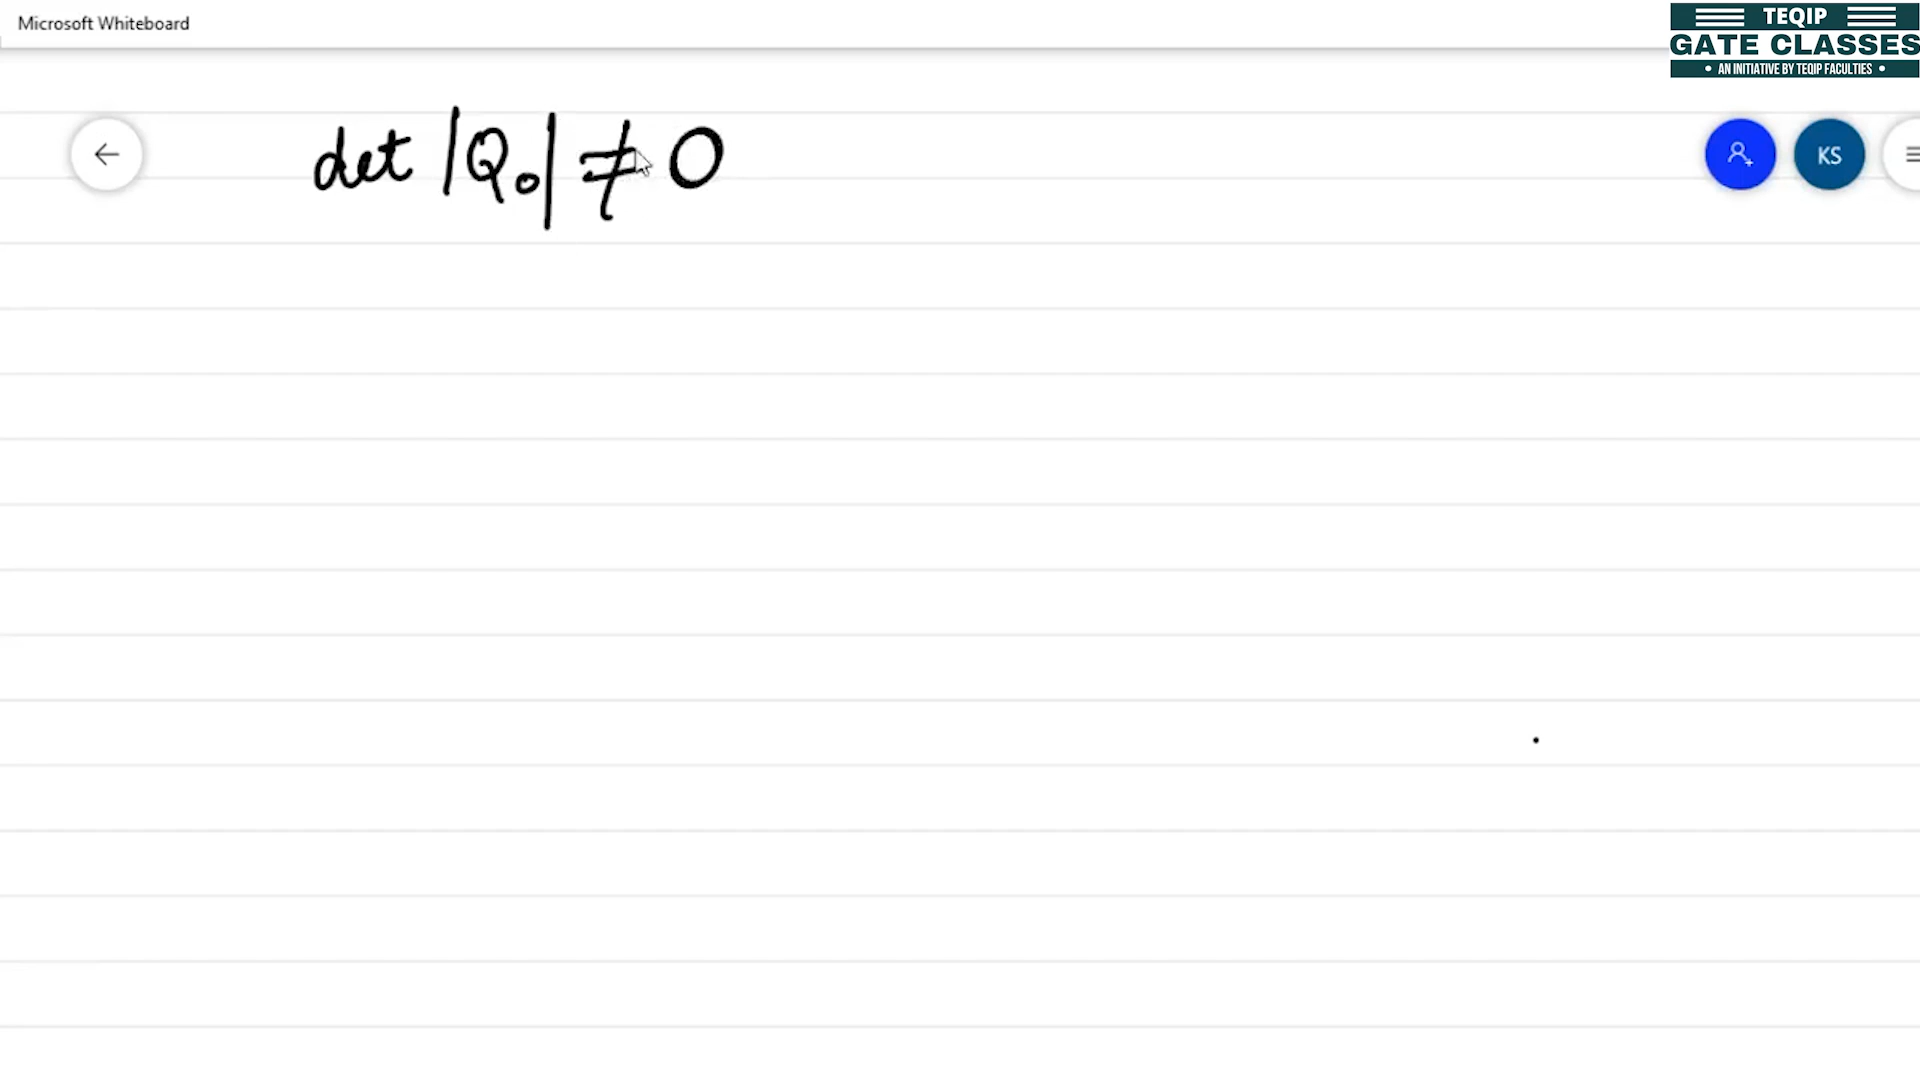 Microsoft Whiteboard
TEQIP
GATE CLASSES
• AN INITIATIVE BY TEQIP FACULTIES •
det |Q₀| ≠ 0
KS